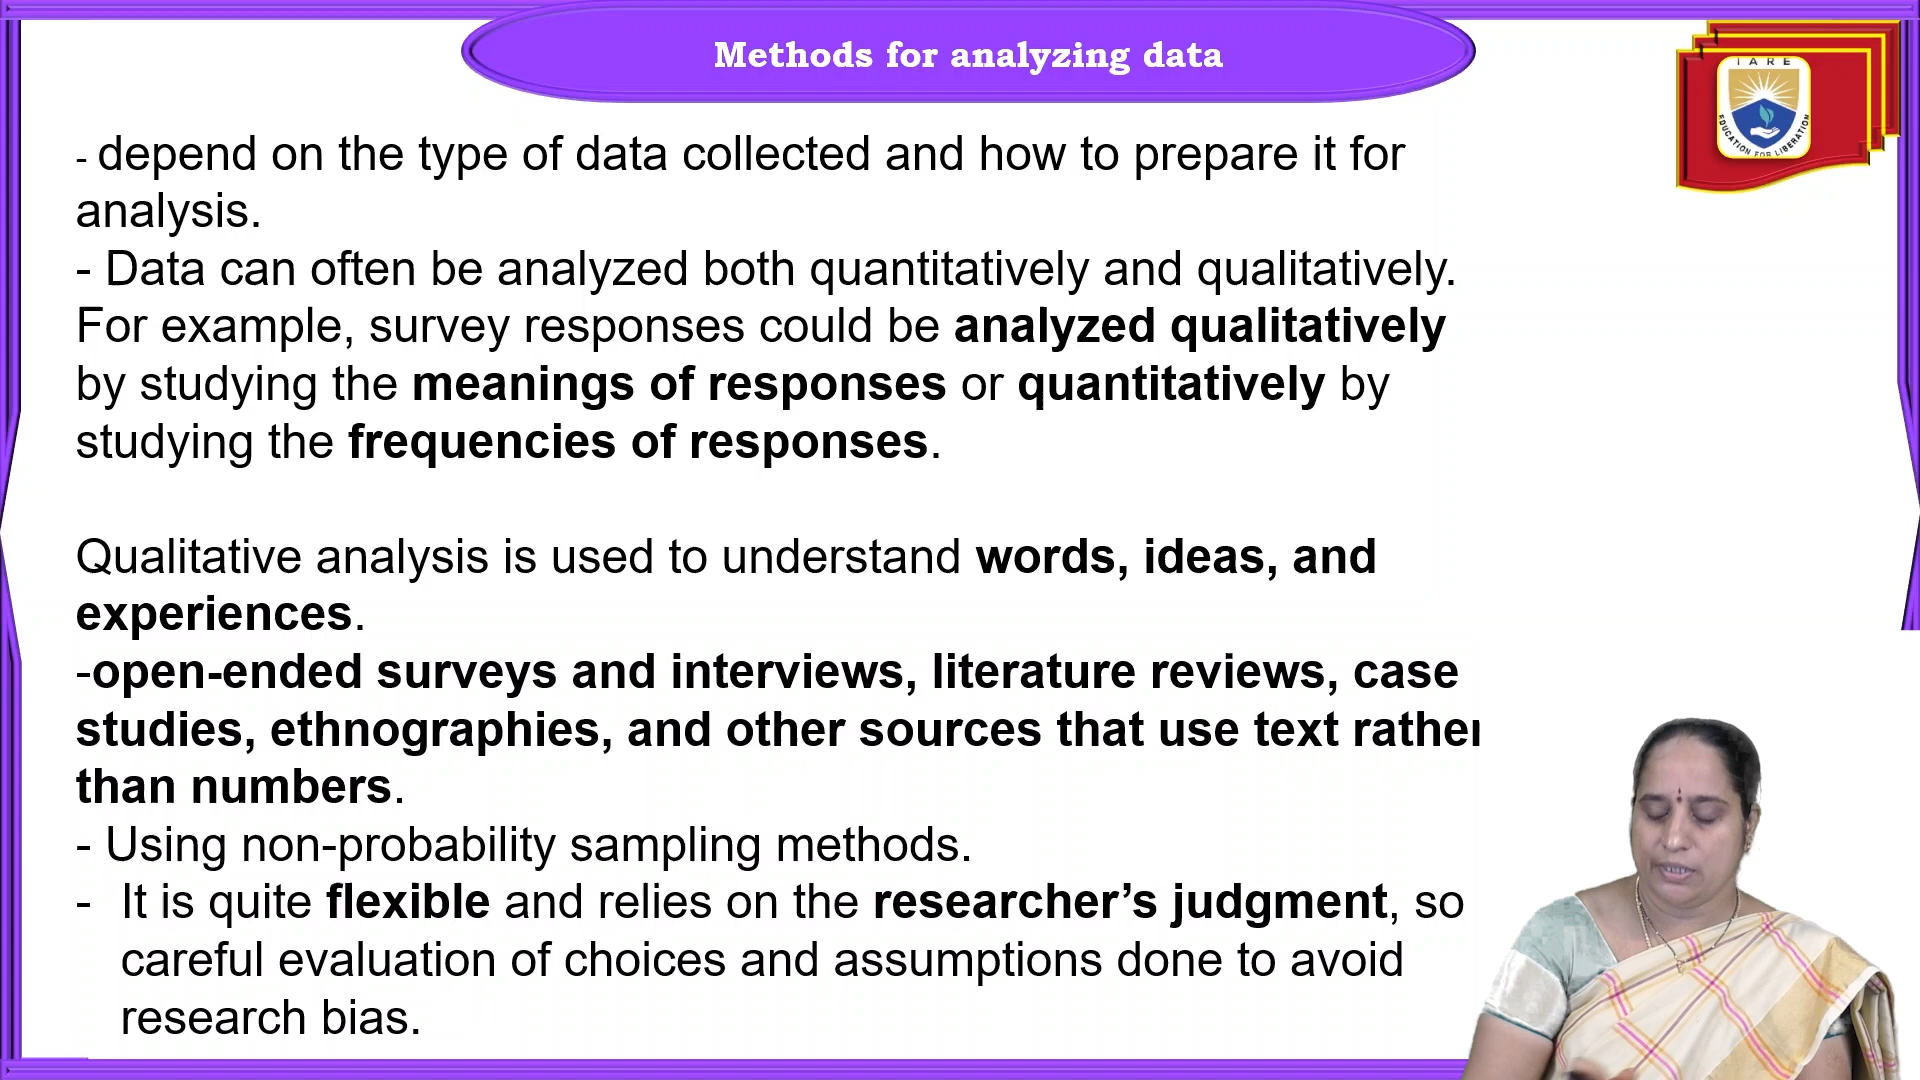 Methods for analyzing data
IARE
EDUCATION FOR LIBERATION
- depend on the type of data collected and how to prepare it for
analysis.
- Data can often be analyzed both quantitatively and qualitatively.
For example, survey responses could be analyzed qualitatively
by studying the meanings of responses or quantitatively by
studying the frequencies of responses.
Qualitative analysis is used to understand words, ideas, and
experiences.
-open-ended surveys and interviews, literature reviews, case
studies, ethnographies, and other sources that use text rather
than numbers.
- Using non-probability sampling methods.
- It is quite flexible and relies on the researcher’s judgment, so
careful evaluation of choices and assumptions done to avoid
research bias.